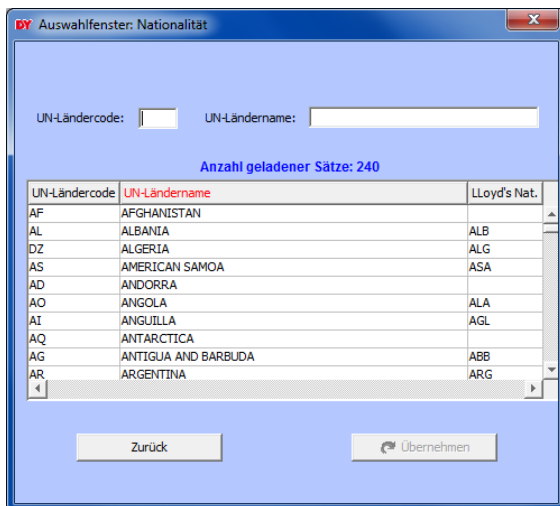 DY Auswahlfenster: Nationalität
UN-Ländercode: UN-Ländername:
Anzahl geladener Sätze: 240
UN-Ländercode UN-Ländername LLoyd's Nat.
AF AFGHANISTAN
AL ALBANIA ALB
DZ ALGERIA ALG
AS AMERICAN SAMOA ASA
AD ANDORRA
AO ANGOLA ALA
AI ANGUILLA AGL
AQ ANTARCTICA
AG ANTIGUA AND BARBUDA ABB
AR ARGENTINA ARG
Zurück Übernehmen